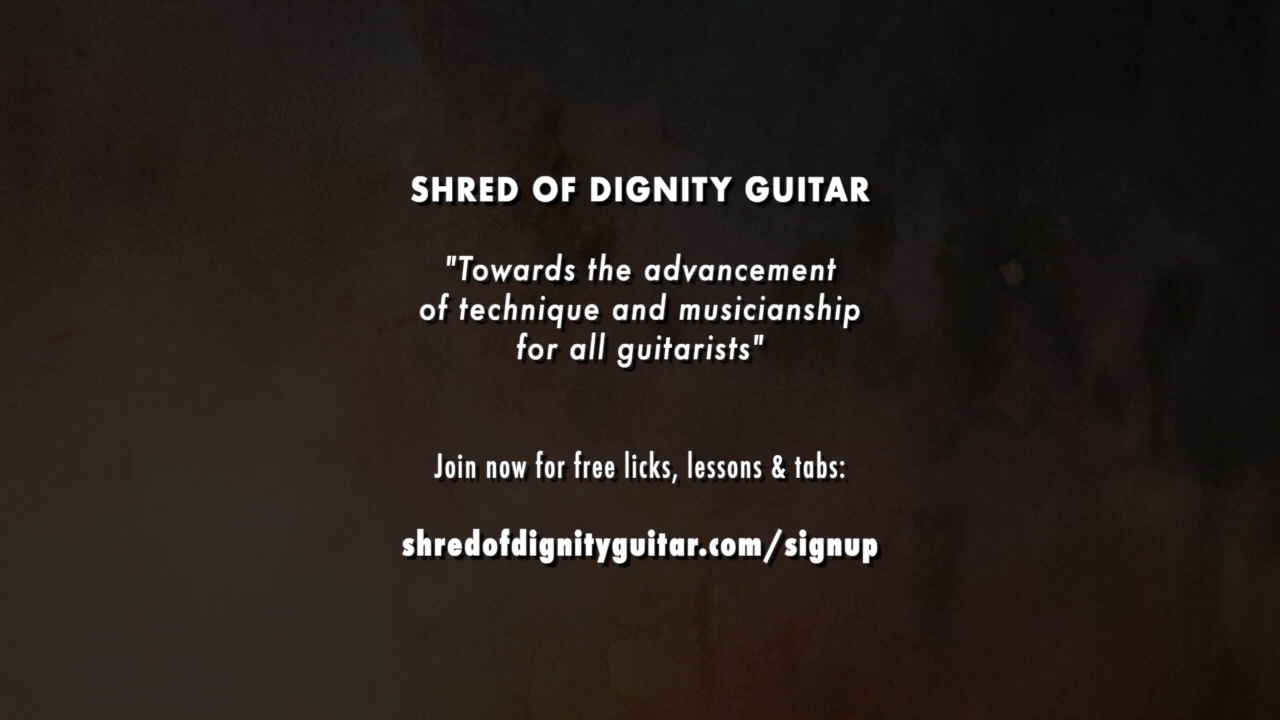 SHRED OF DIGNITY GUITAR
"Towards the advancement
of technique and musicianship
for all guitarists"
Join now for free licks, lessons & tabs:
shredofdignityguitar.com/signup